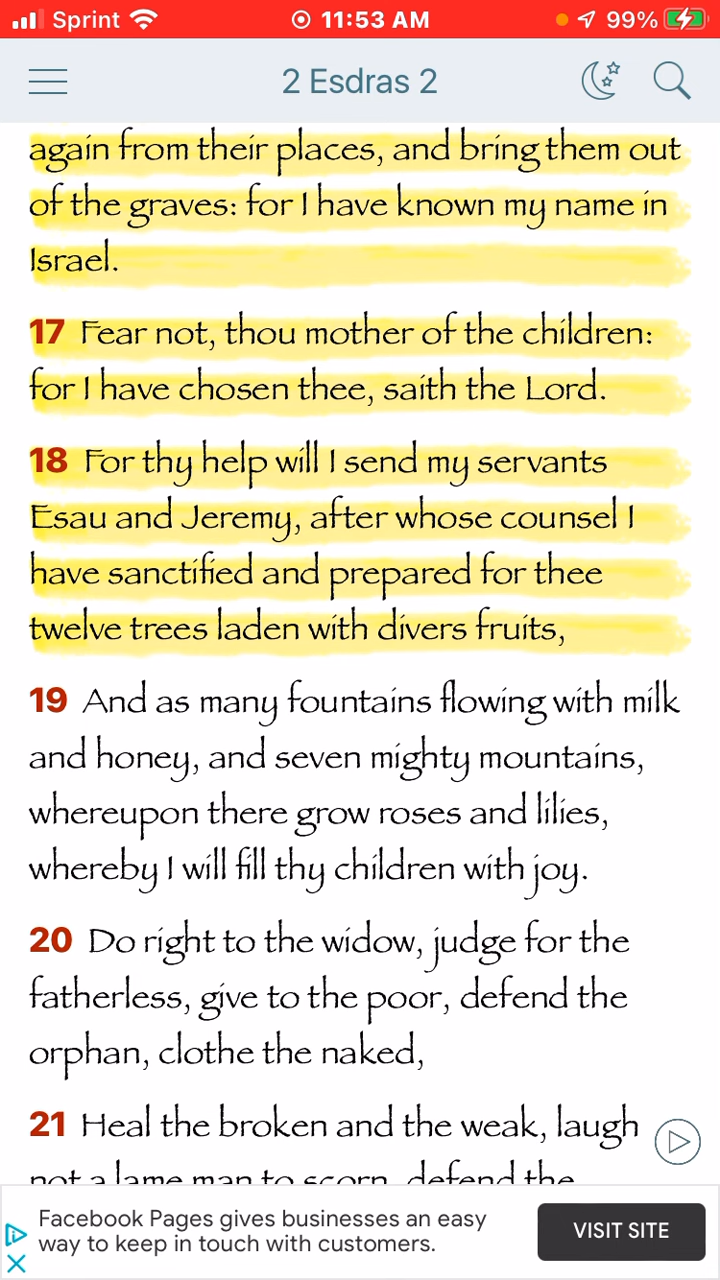 Sprint 11:53 AM 99%
2 Esdras 2
again from their places, and bring them out
of the graves: for I have known my name in
Israel.
17 Fear not, thou mother of the children:
for I have chosen thee, saith the Lord.
18 For thy help will I send my servants
Esau and Jeremy, after whose counsel I
have sanctified and prepared for thee
twelve trees laden with divers fruits,
19 And as many fountains flowing with milk
and honey, and seven mighty mountains,
whereupon there grow roses and lilies,
whereby I will fill thy children with joy.
20 Do right to the widow, judge for the
fatherless, give to the poor, defend the
orphan, clothe the naked,
21 Heal the broken and the weak, laugh
not a lame man to scorn, defend the
Facebook Pages gives businesses an easy
way to keep in touch with customers.
VISIT SITE